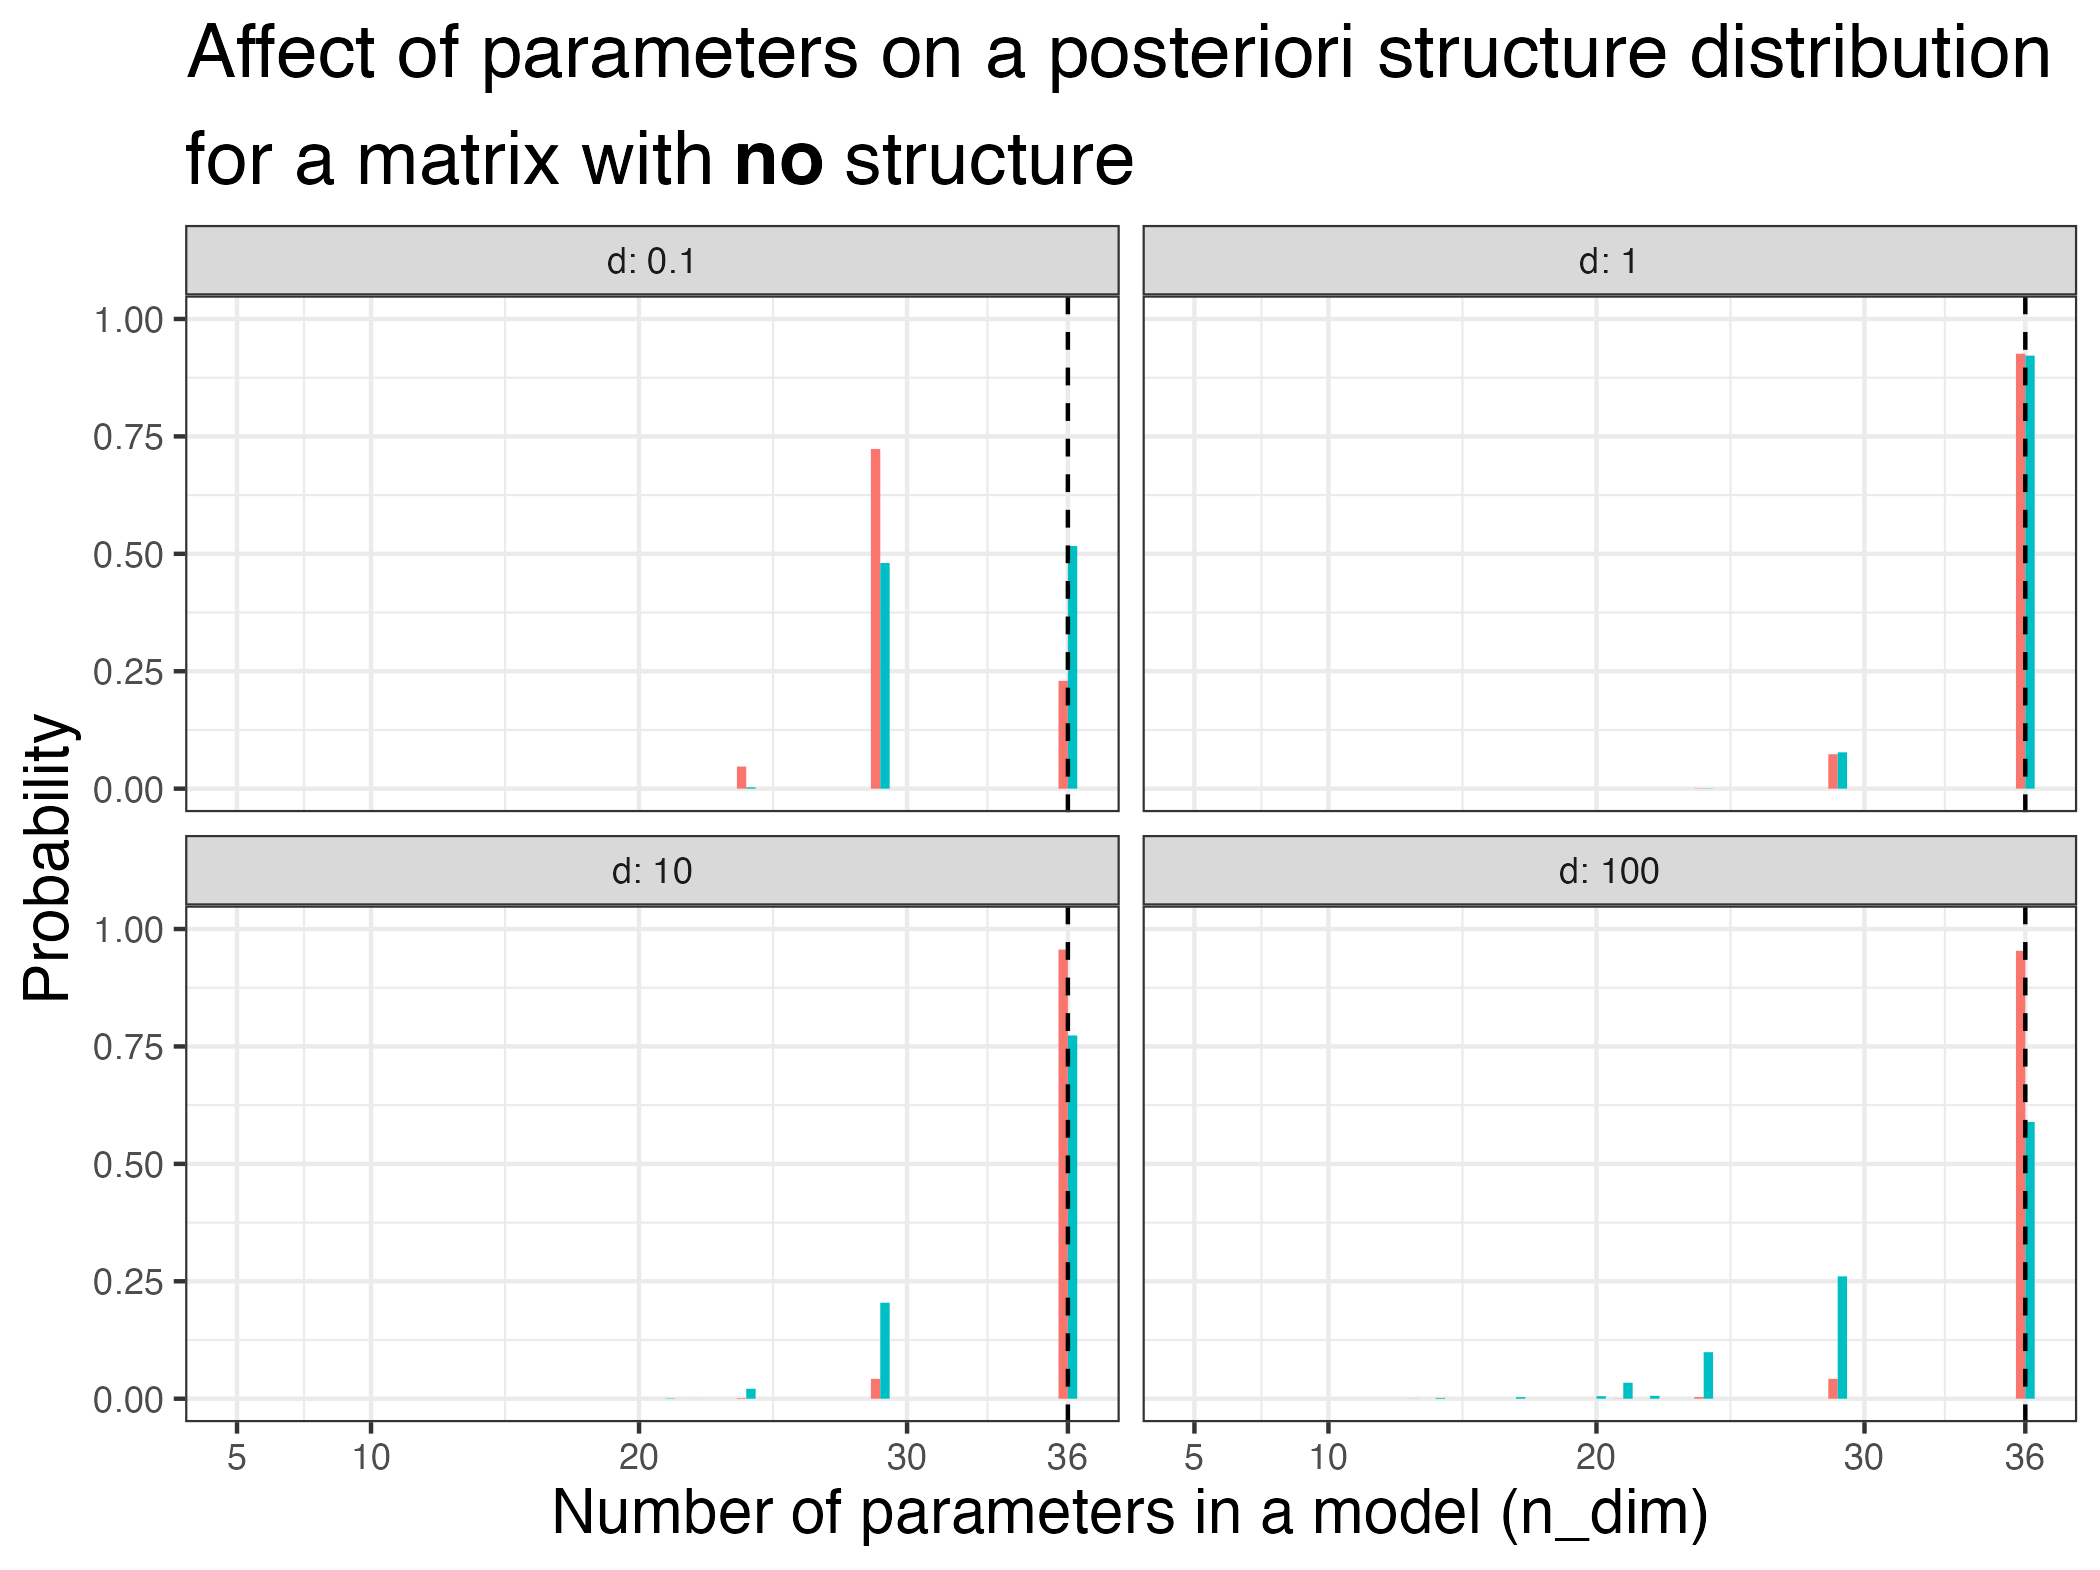 Affect of parameters on a posteriori structure distribution
for a matrix with no structure
d: 0.1
d: 1
1.00
0.75
0.50
0.25
0.00
d: 10
d: 100
1.00
0.75
0.50
0.25
0.00
5 10 20 30 36
5 10 20 30 36
Probability
Number of parameters in a model (n_dim)